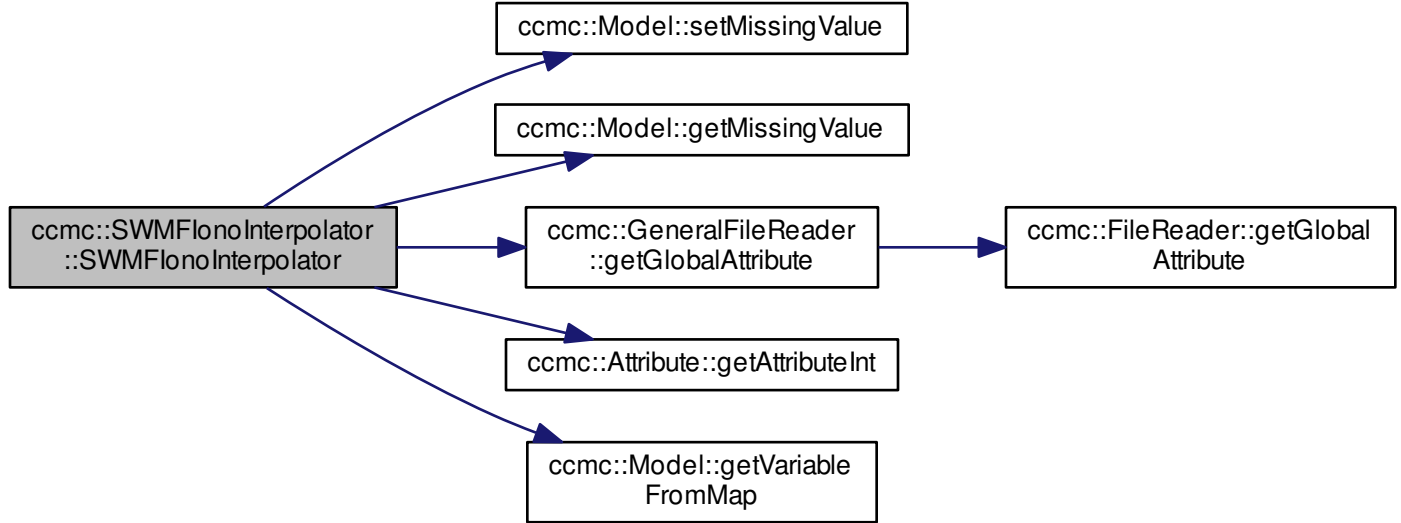 ccmc::Model::setMissingValue
ccmc::Model::getMissingValue
ccmc::SWMFIonoInterpolator
::SWMFIonoInterpolator
ccmc::GeneralFileReader
::getGlobalAttribute
ccmc::FileReader::getGlobal
Attribute
ccmc::Attribute::getAttributeInt
ccmc::Model::getVariable
FromMap